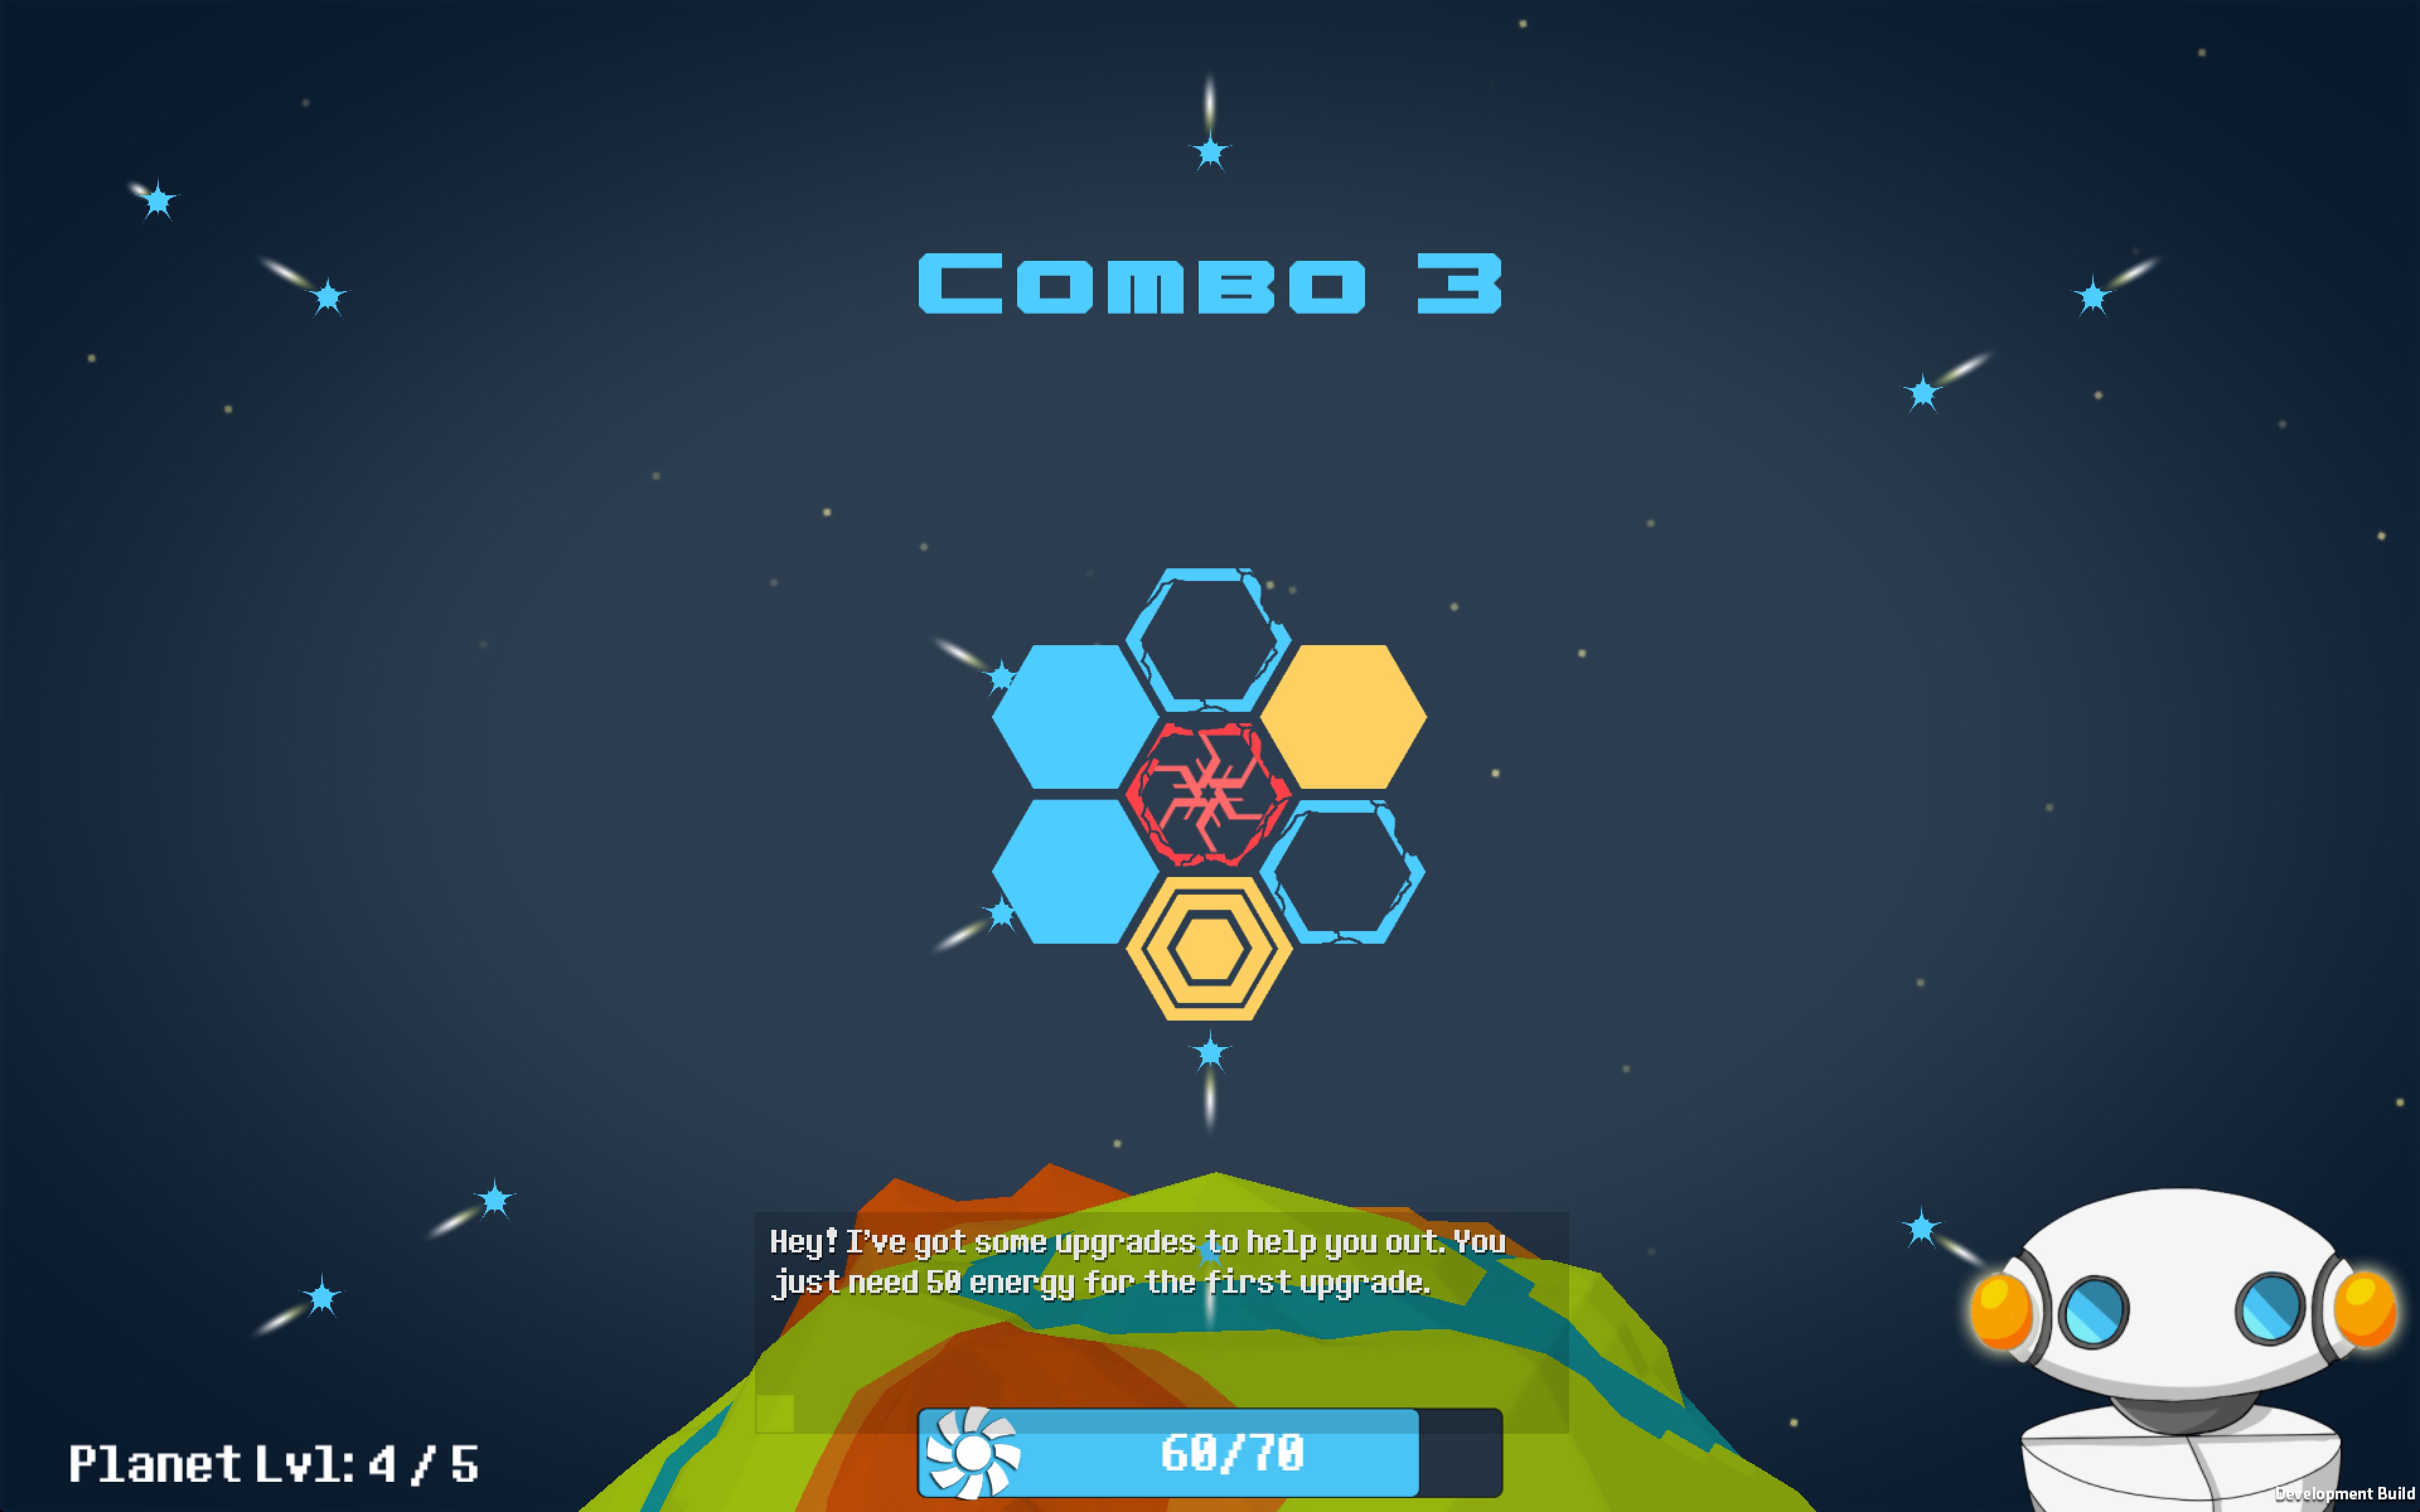 Combo 3
Hey! I've got some upgrades to help you out. You
just need 50 energy for the first upgrade.
60/70
Planet Lvl: 4 / 5
Development Build